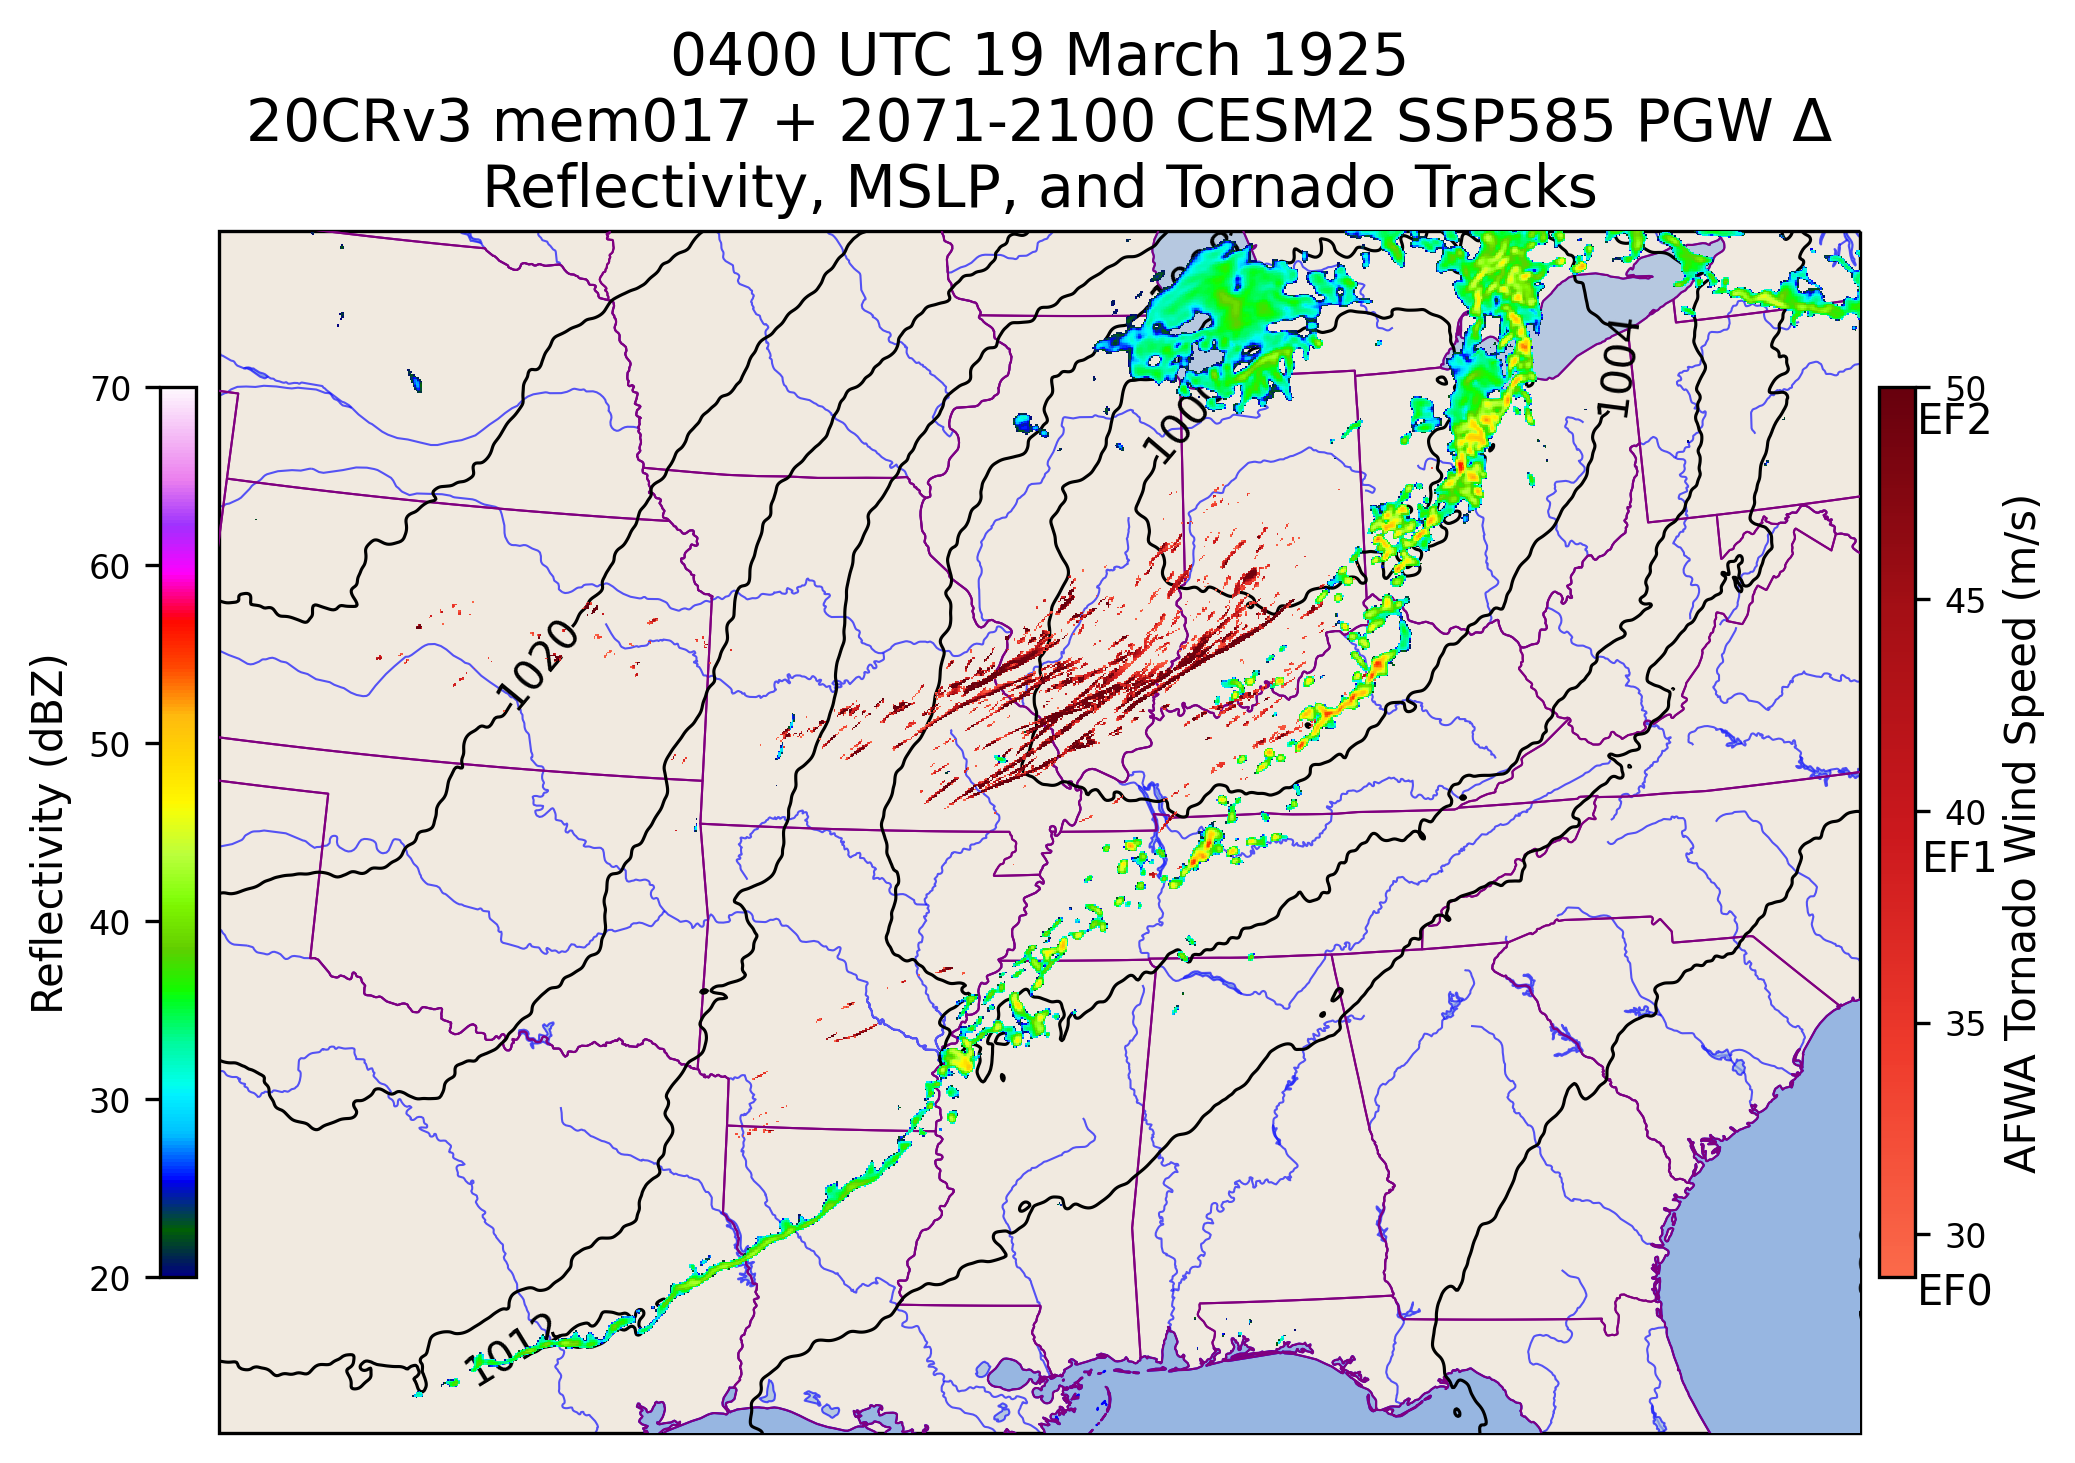 0400 UTC 19 March 1925
20CRv3 mem017 + 2071-2100 CESM2 SSP585 PGW Δ
Reflectivity, MSLP, and Tornado Tracks
Reflectivity (dBZ)
70
60
50
40
30
20
1004
1020
1012
50
EF2
45
40
EF1
35
30
EF0
AFWA Tornado Wind Speed (m/s)